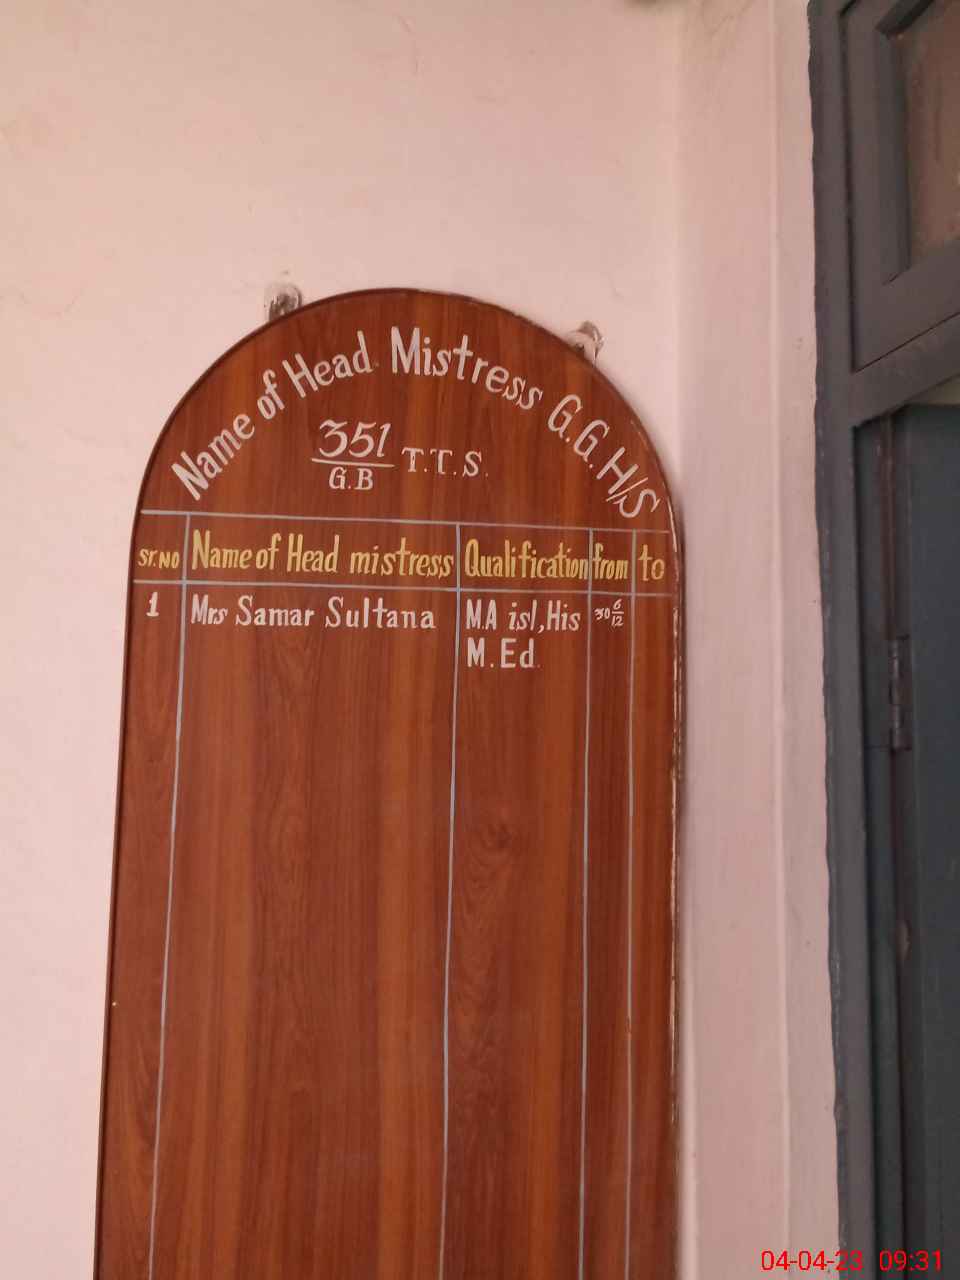 Name of Head Mistress G.G.H/S
351
G.B
T.T.S.
Sr.No Name of Head mistress Qualification from to
1 Mrs Samar Sultana M.A isl,His 30 6/12
M.Ed.
04-04-23 09:31